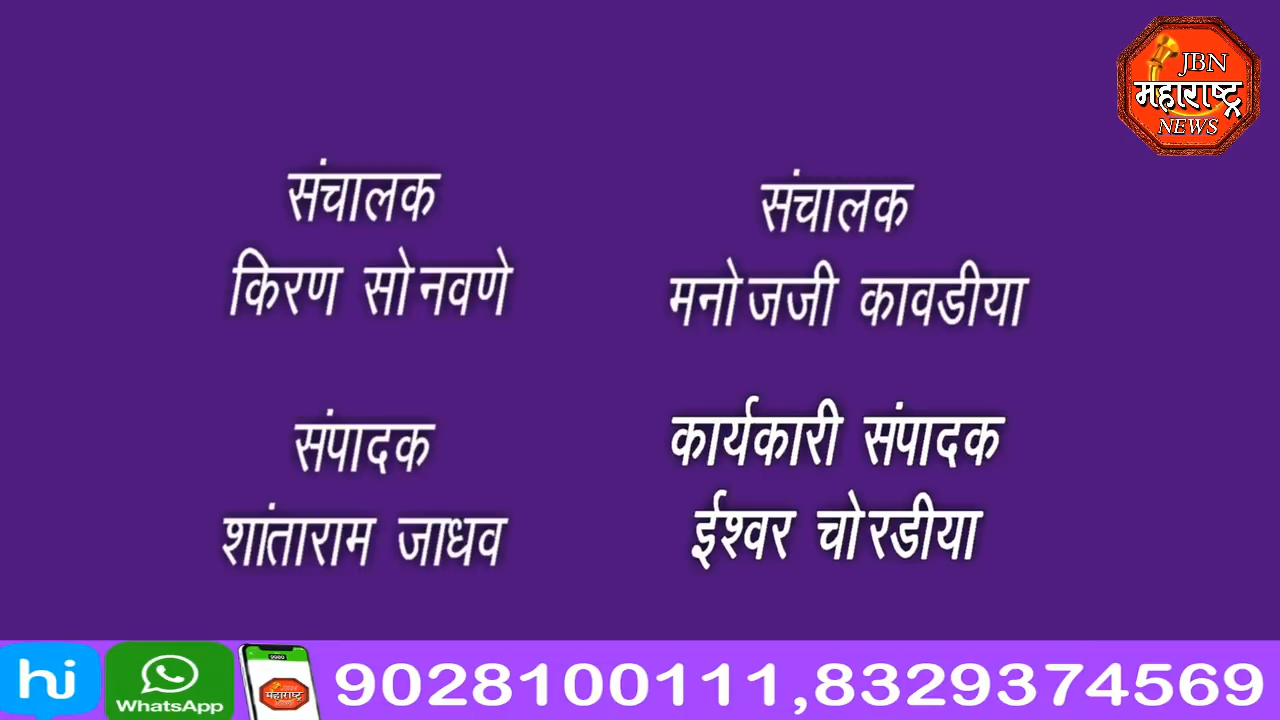 JBN
महाराष्ट्र
NEWS
संचालक
किरण सोनवणे
संचालक
मनोजजी कावडीया
संपादक
शांताराम जाधव
कार्यकारी संपादक
ईश्वर चोरडीया
hi
WhatsApp
महाराष्ट्र
9028100111,8329374569